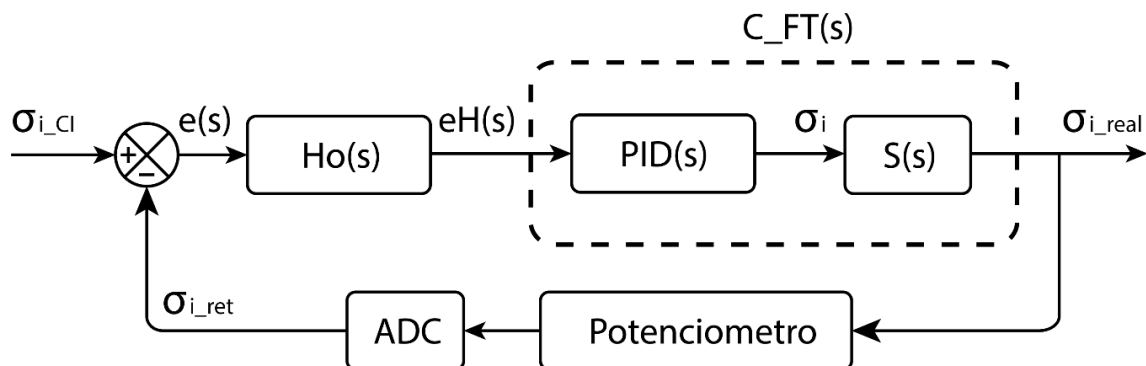 C_FT(s)
σi_CI
e(s)
eH(s)
σi
σi_real
+
−
Ho(s)
PID(s)
S(s)
σi_ret
ADC
Potenciometro